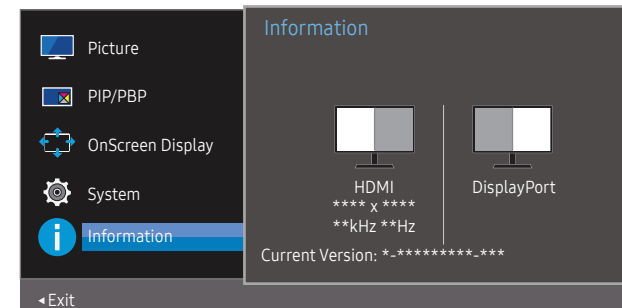 Picture
PIP/PBP
OnScreen Display
System
Information
Information
HDMI
**** x ****
**kHz **Hz
DisplayPort
Current Version: *-*********-***
◂Exit